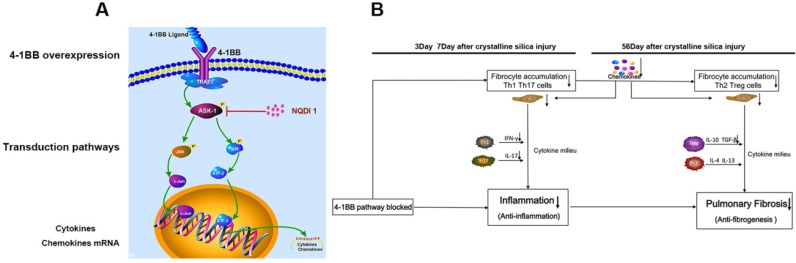 A
B
4-1BB Ligand
4-1BB overexpression
4-1BB
TRAF2
P
ASK-1
NQDI 1
Transduction pathways
P
JNK
P
P38
c-Jun
ATF-2
c-Jun
ATF-2
Cytokines
Chemokines mRNA
Cytokines
Chemokines
3Day 7Day after crystalline silica injury
56Day after crystalline silica injury
Fibrocyte accumulation
Th1 Th17 cells
Chemokines
Fibrocyte accumulation
Th2 Treg cells
Th1
IFN-γ
Th17
IL-17
Cytokine milieu
Treg
IL-10 TGF-β
Th2
IL-4 IL-13
Cytokine milieu
4-1BB pathway blocked
Inflammation
(Anti-inflammation)
Pulmonary Fibrosis
(Anti-fibrogenesis)